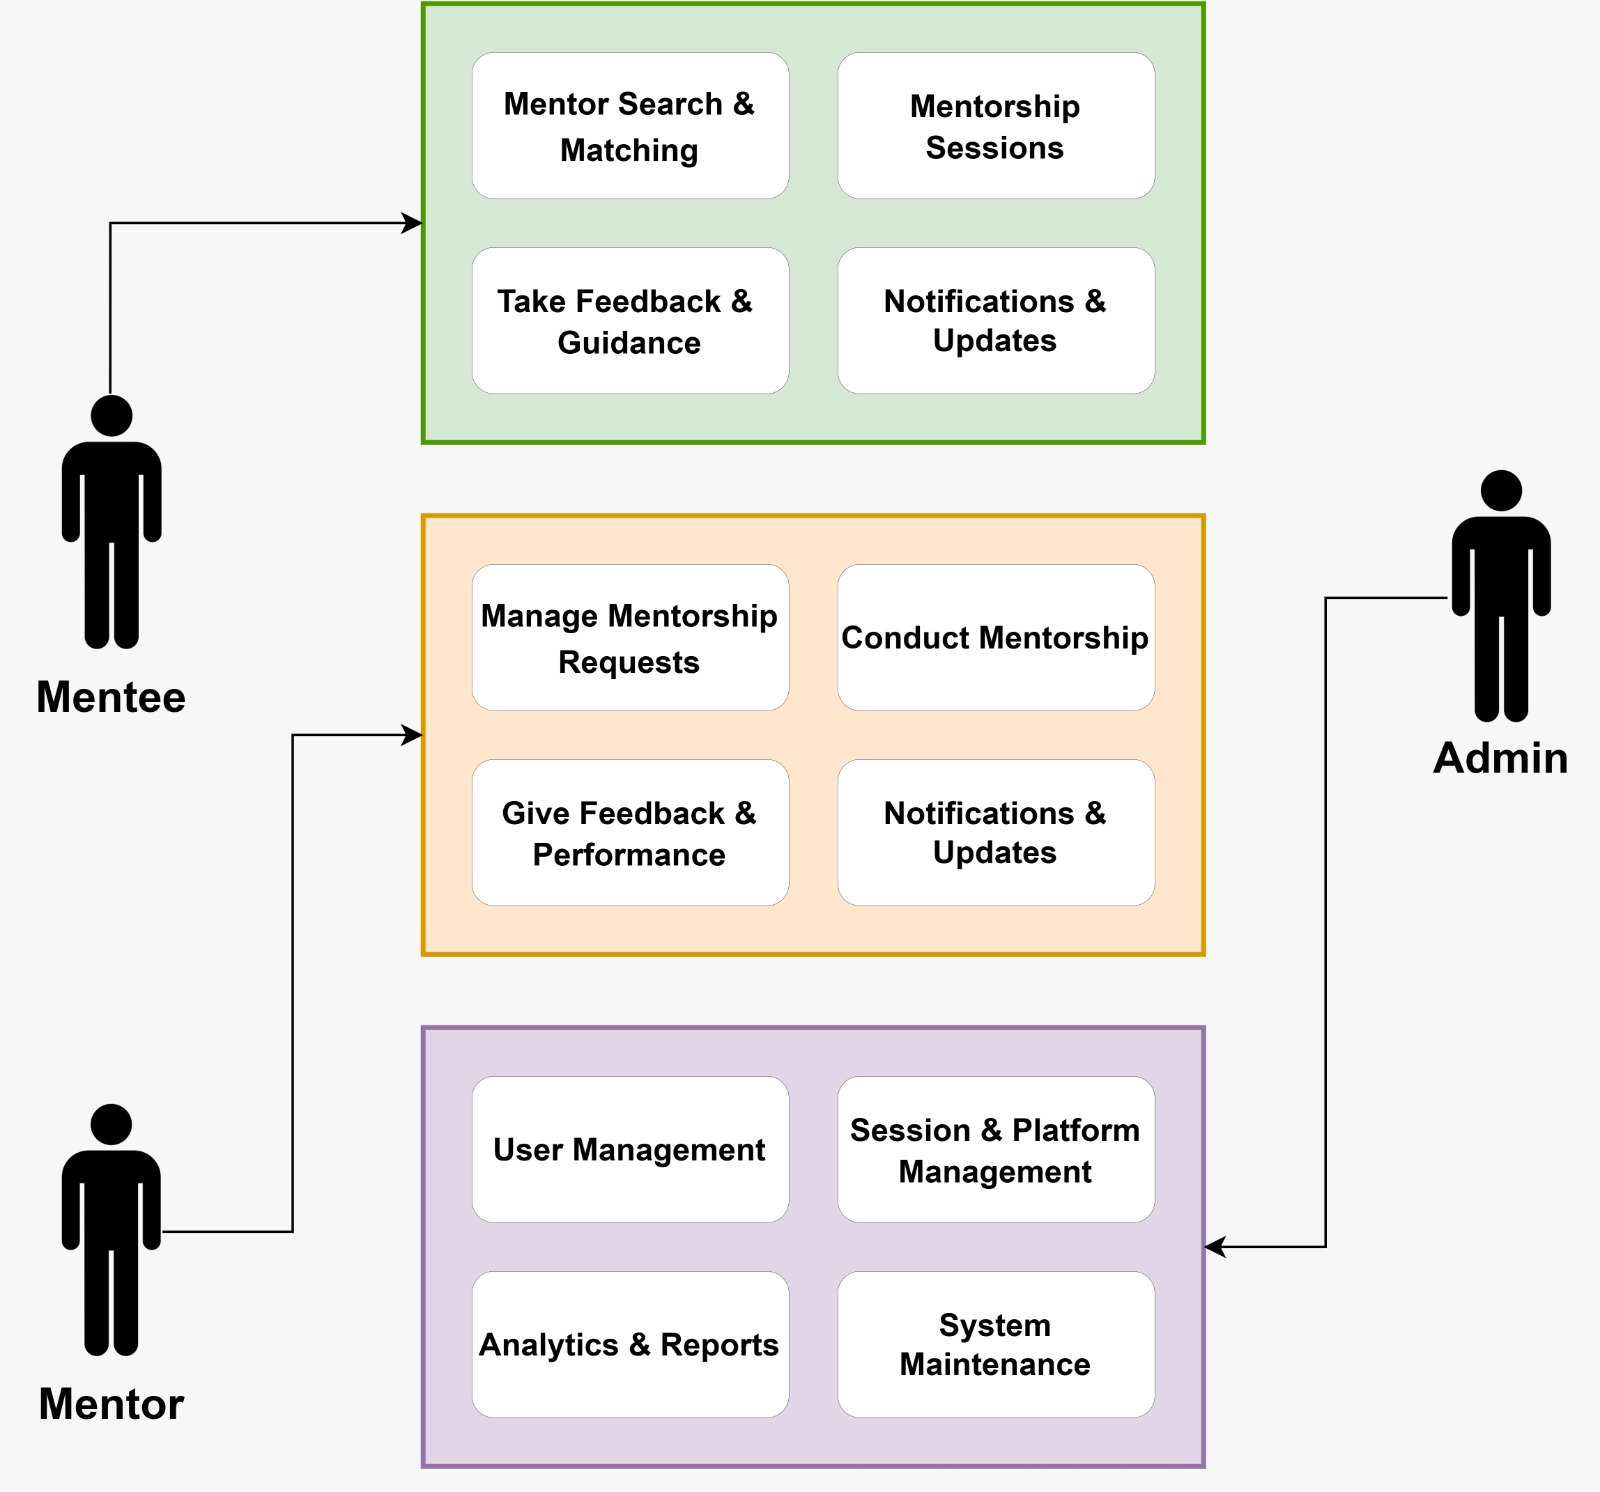 Mentor Search &
Matching
Mentorship
Sessions
Take Feedback &
Guidance
Notifications &
Updates
Mentee
Manage Mentorship
Requests
Conduct Mentorship
Give Feedback &
Performance
Notifications &
Updates
Admin
User Management
Session & Platform
Management
Analytics & Reports
System
Maintenance
Mentor